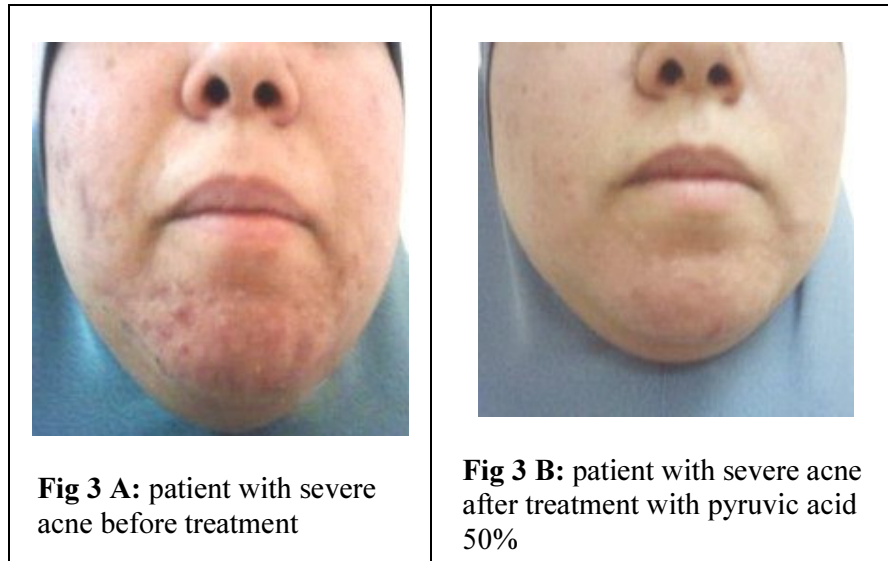 Fig 3 A: patient with severe
acne before treatment
Fig 3 B: patient with severe acne
after treatment with pyruvic acid
50%